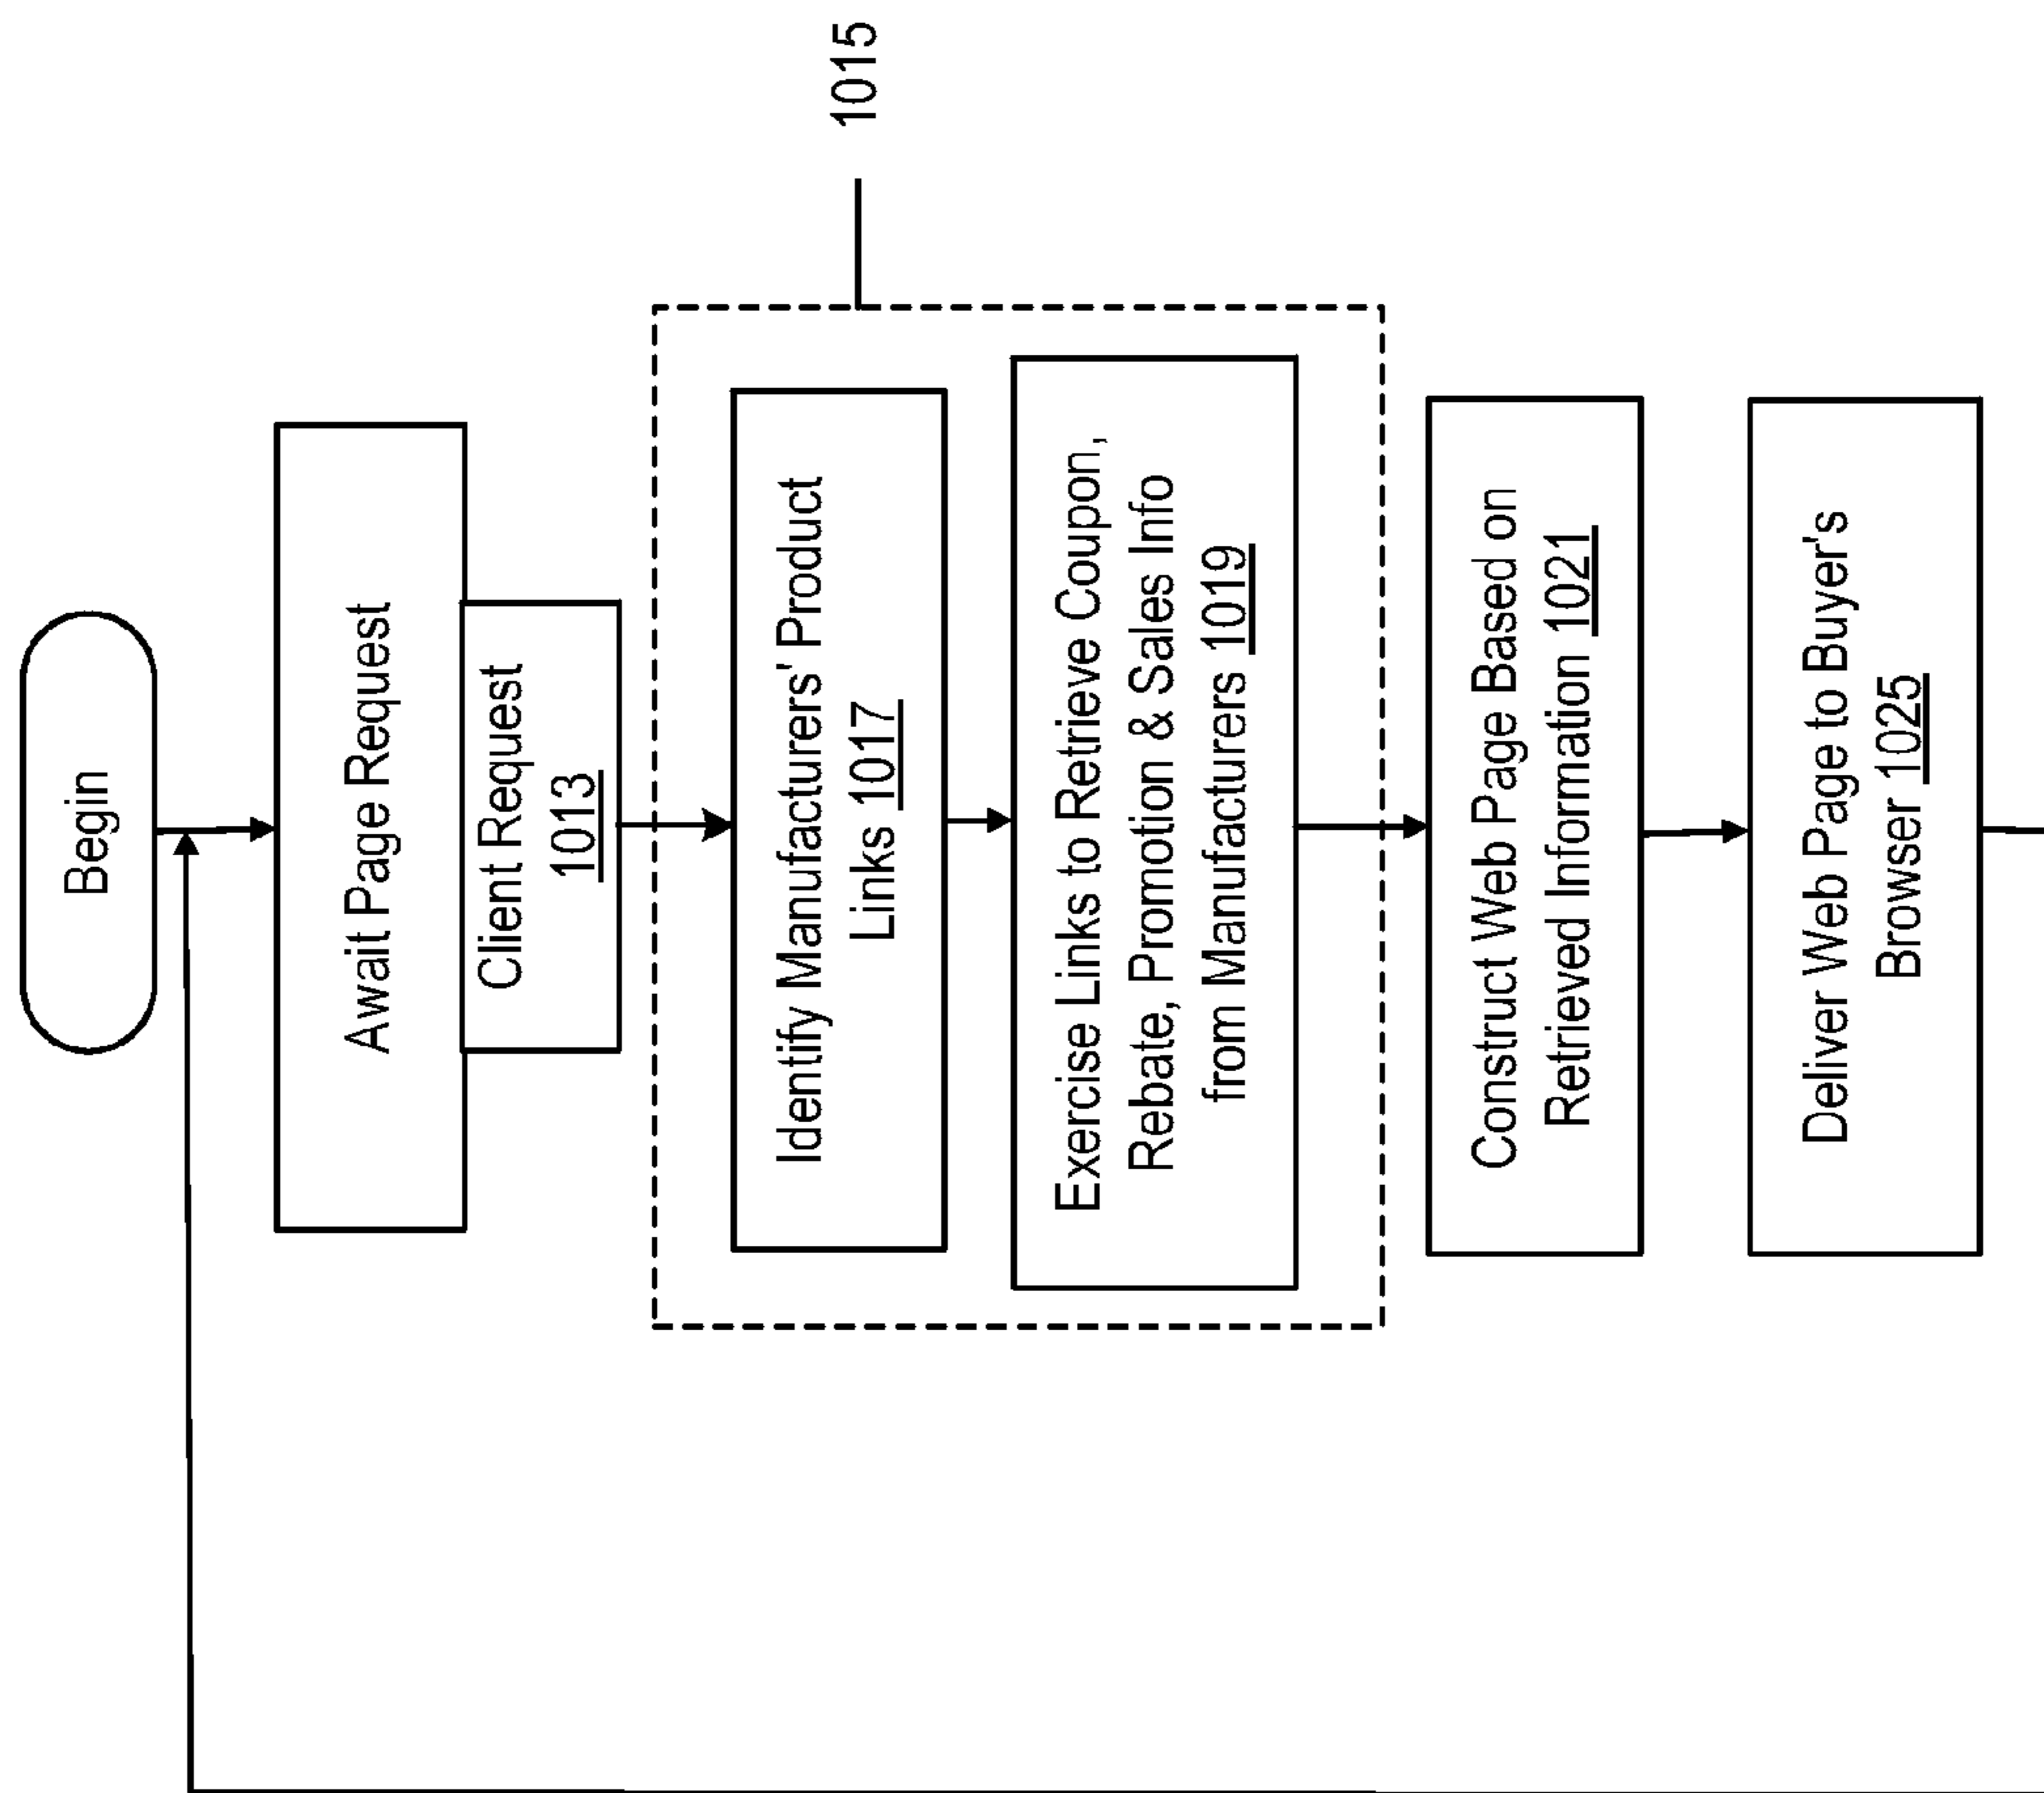 Begin
Await Page Request
Client Request
1013
1015
Identify Manufacturers' Product
Links 1017
Exercise Links to Retrieve Coupon,
Rebate, Promotion & Sales Info
from Manufacturers 1019
Construct Web Page Based on
Retrieved Information 1021
Deliver Web Page to Buyer's
Browser 1025